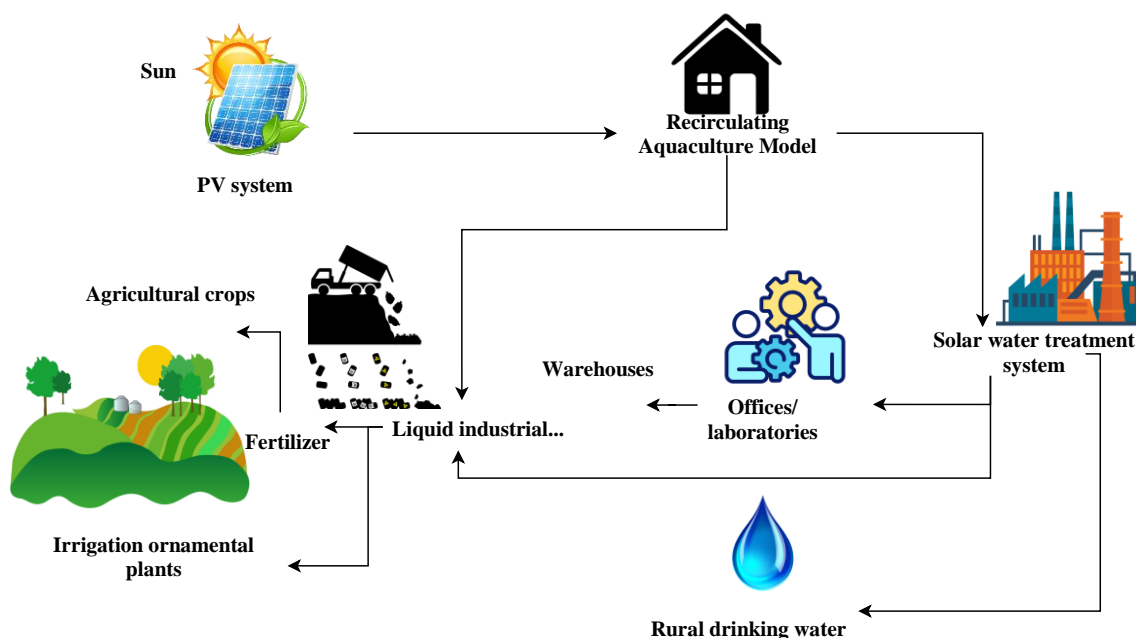 Sun
PV system
Recirculating
Aquaculture Model
Agricultural crops
Solar water treatment
system
Warehouses
Offices/
laboratories
Liquid industrial...
Fertilizer
Irrigation ornamental
plants
Rural drinking water